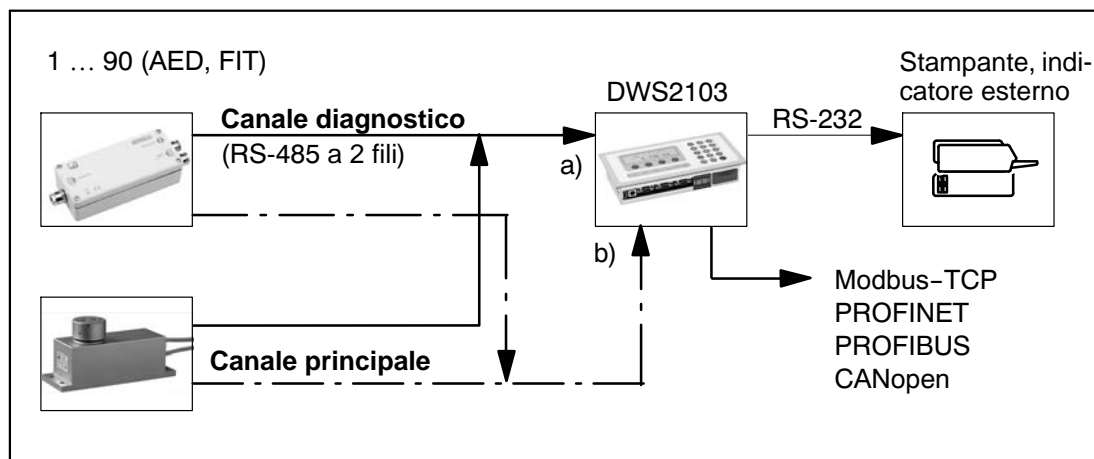 1 … 90 (AED, FIT)
Stampante, indi-
catore esterno
DWS2103
Canale diagnostico
(RS-485 a 2 fili)
RS-232
a)
b)
Canale principale
Modbus-TCP
PROFINET
PROFIBUS
CANopen